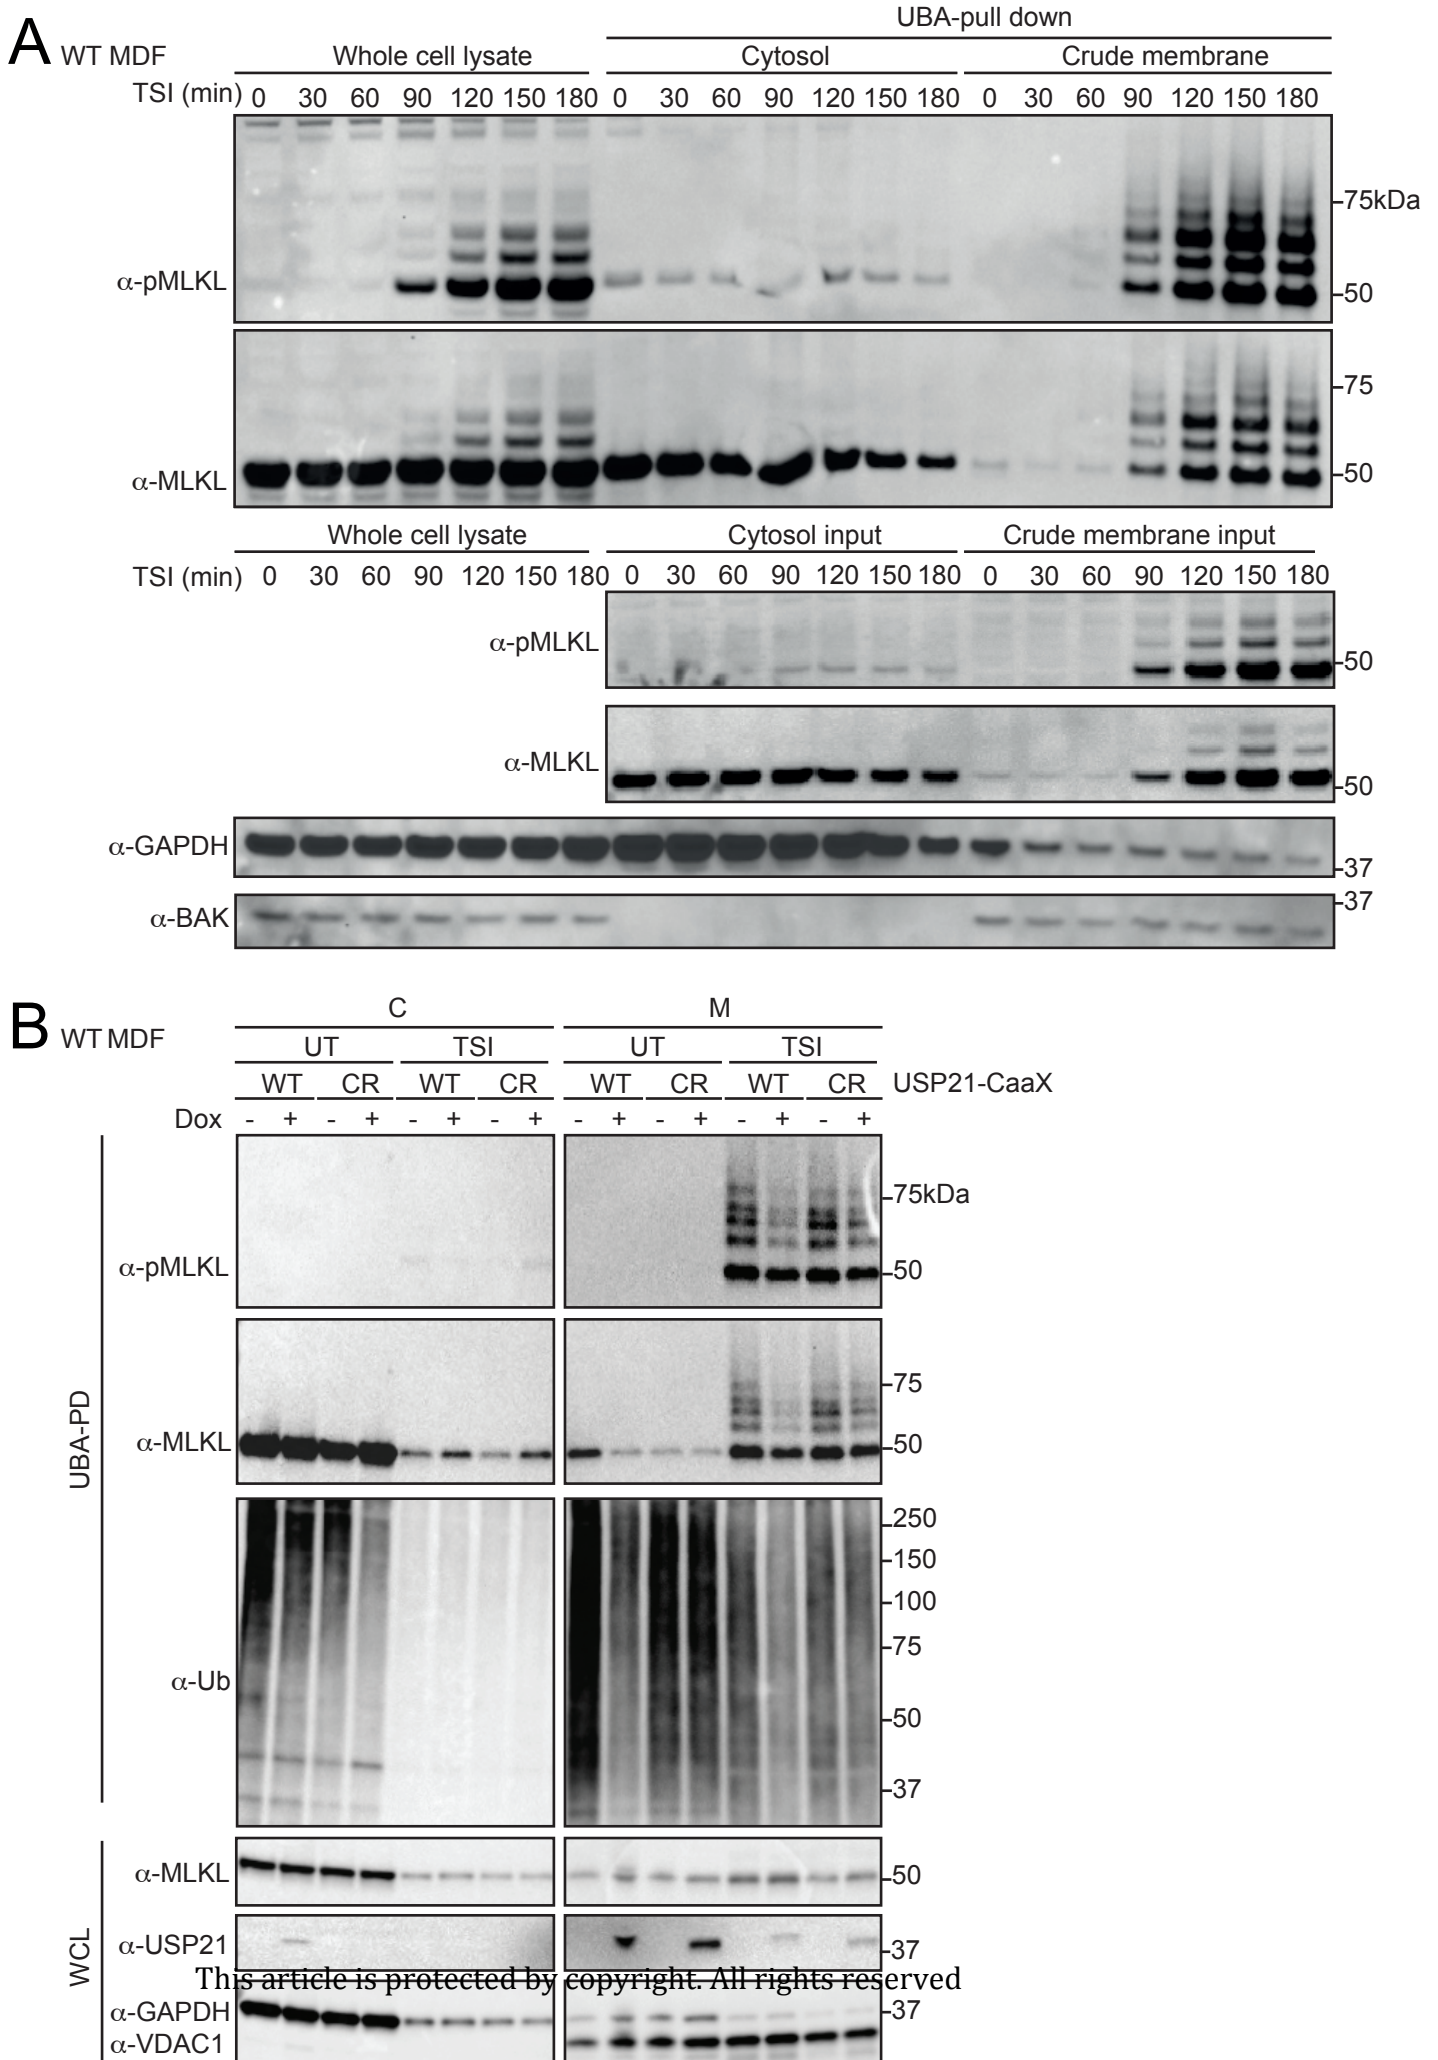 A
WT MDF
UBA-pull down
Whole cell lysate Cytosol Crude membrane
TSI (min) 0 30 60 90 120 150 180 0 30 60 90 120 150 180 0 30 60 90 120 150 180
-75kDa
α-pMLKL
-50
-75
α-MLKL
-50
Whole cell lysate Cytosol input Crude membrane input
TSI (min) 0 30 60 90 120 150 180 0 30 60 90 120 150 180 0 30 60 90 120 150 180
α-pMLKL
-50
α-MLKL
-50
α-GAPDH
-37
-37
α-BAK
B
WT MDF
C M
UT TSI UT TSI
WT CR WT CR WT CR WT CR USP21-CaaX
Dox - + - + - + - + - + - + - + - +
-75kDa
α-pMLKL -50
-75
α-MLKL -50
UBA-PD
-250
-150
-100
-75
α-Ub
-50
-37
α-MLKL -50
WCL
α-USP21 -37
This article is protected by copyright. All rights reserved
α-GAPDH -37
α-VDAC1